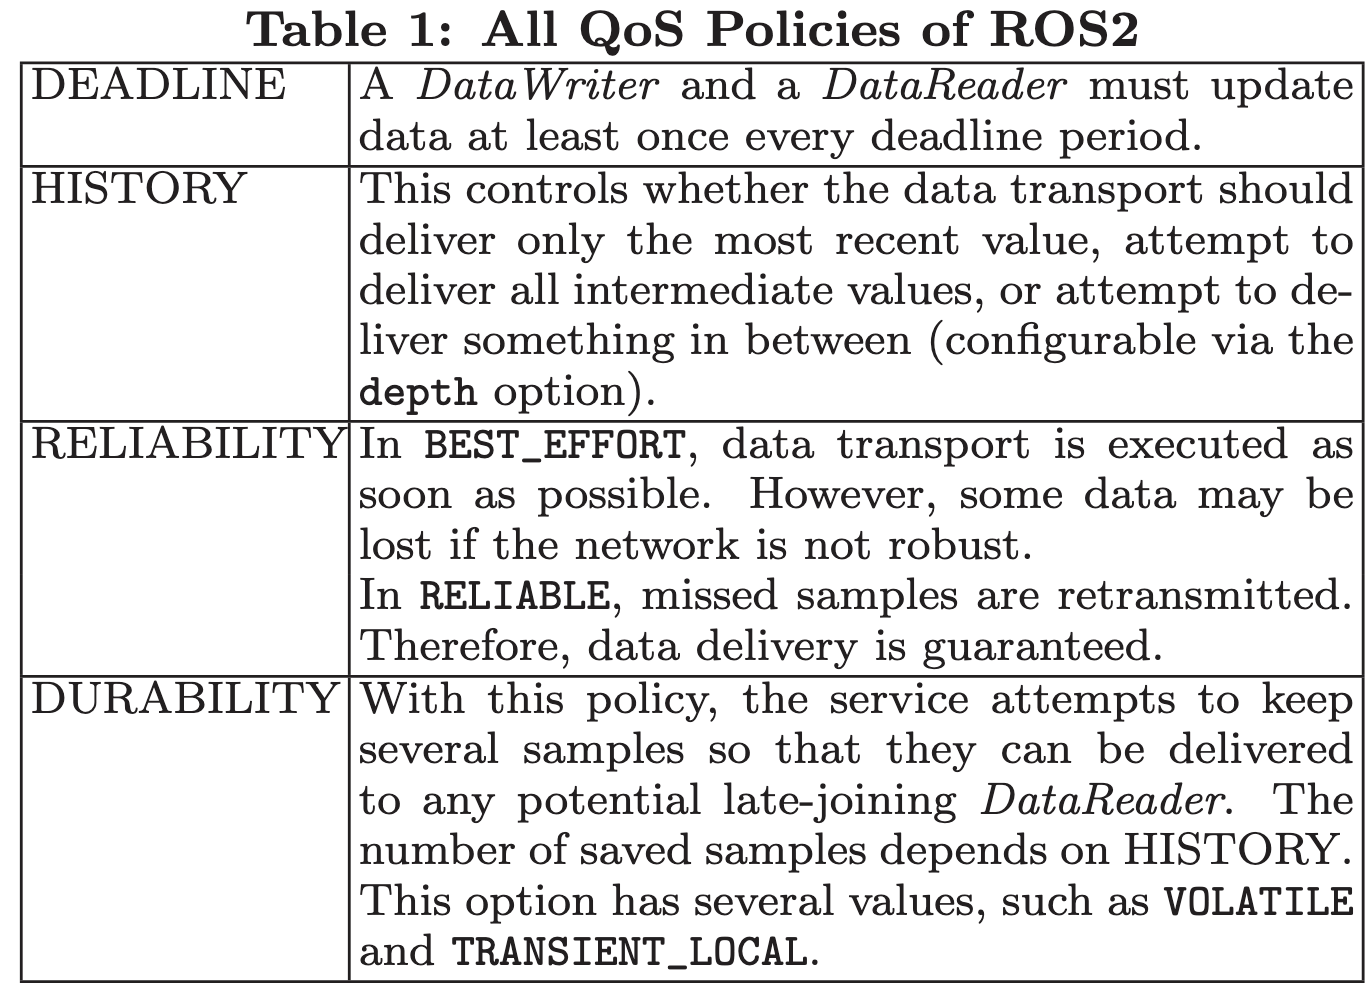 Table 1: All QoS Policies of ROS2
DEADLINE A DataWriter and a DataReader must update
data at least once every deadline period.
HISTORY This controls whether the data transport should
deliver only the most recent value, attempt to
deliver all intermediate values, or attempt to de-
liver something in between (configurable via the
depth option).
RELIABILITY In BEST_EFFORT, data transport is executed as
soon as possible. However, some data may be
lost if the network is not robust.
In RELIABLE, missed samples are retransmitted.
Therefore, data delivery is guaranteed.
DURABILITY With this policy, the service attempts to keep
several samples so that they can be delivered
to any potential late-joining DataReader. The
number of saved samples depends on HISTORY.
This option has several values, such as VOLATILE
and TRANSIENT_LOCAL.